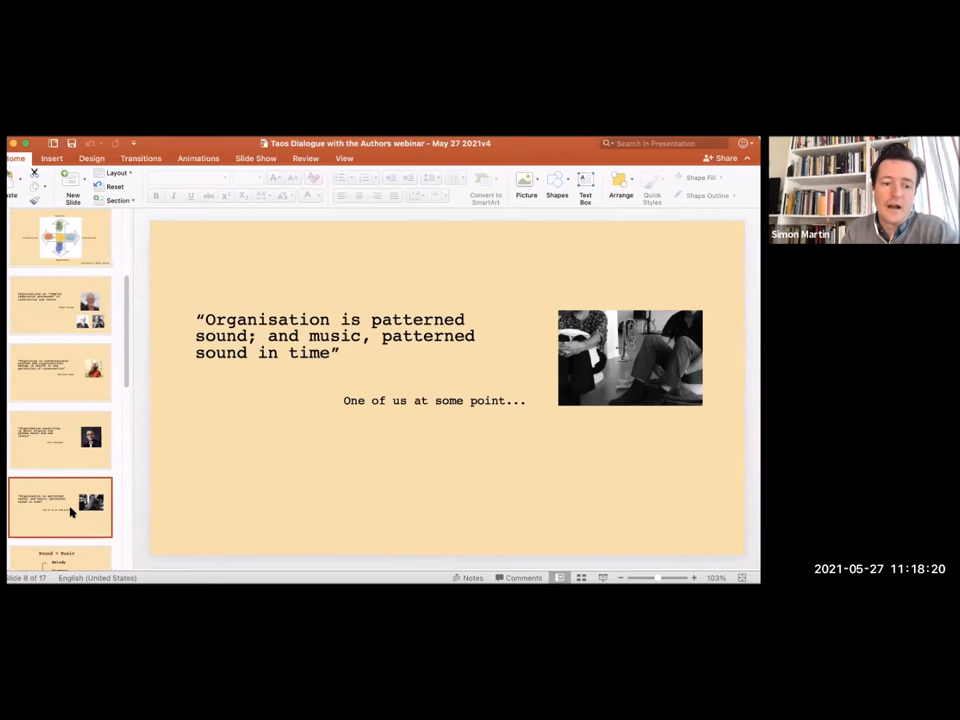 Taos Dialogue with the Authors webinar - May 27 2021v4
Search in Presentation
Home Insert Design Transitions Animations Slide Show Review View
Share
New Slide
Layout
Reset
Section
Convert to SmartArt
Picture
Shapes
Text Box
Arrange
Quick Styles
Shape Fill
Shape Outline
Simon Martin
“Organisation is patterned
sound; and music, patterned
sound in time”
One of us at some point...
Sound = Music
Melody
Slide 8 of 17
English (United States)
Notes
Comments
103%
2021-05-27 11:18:20